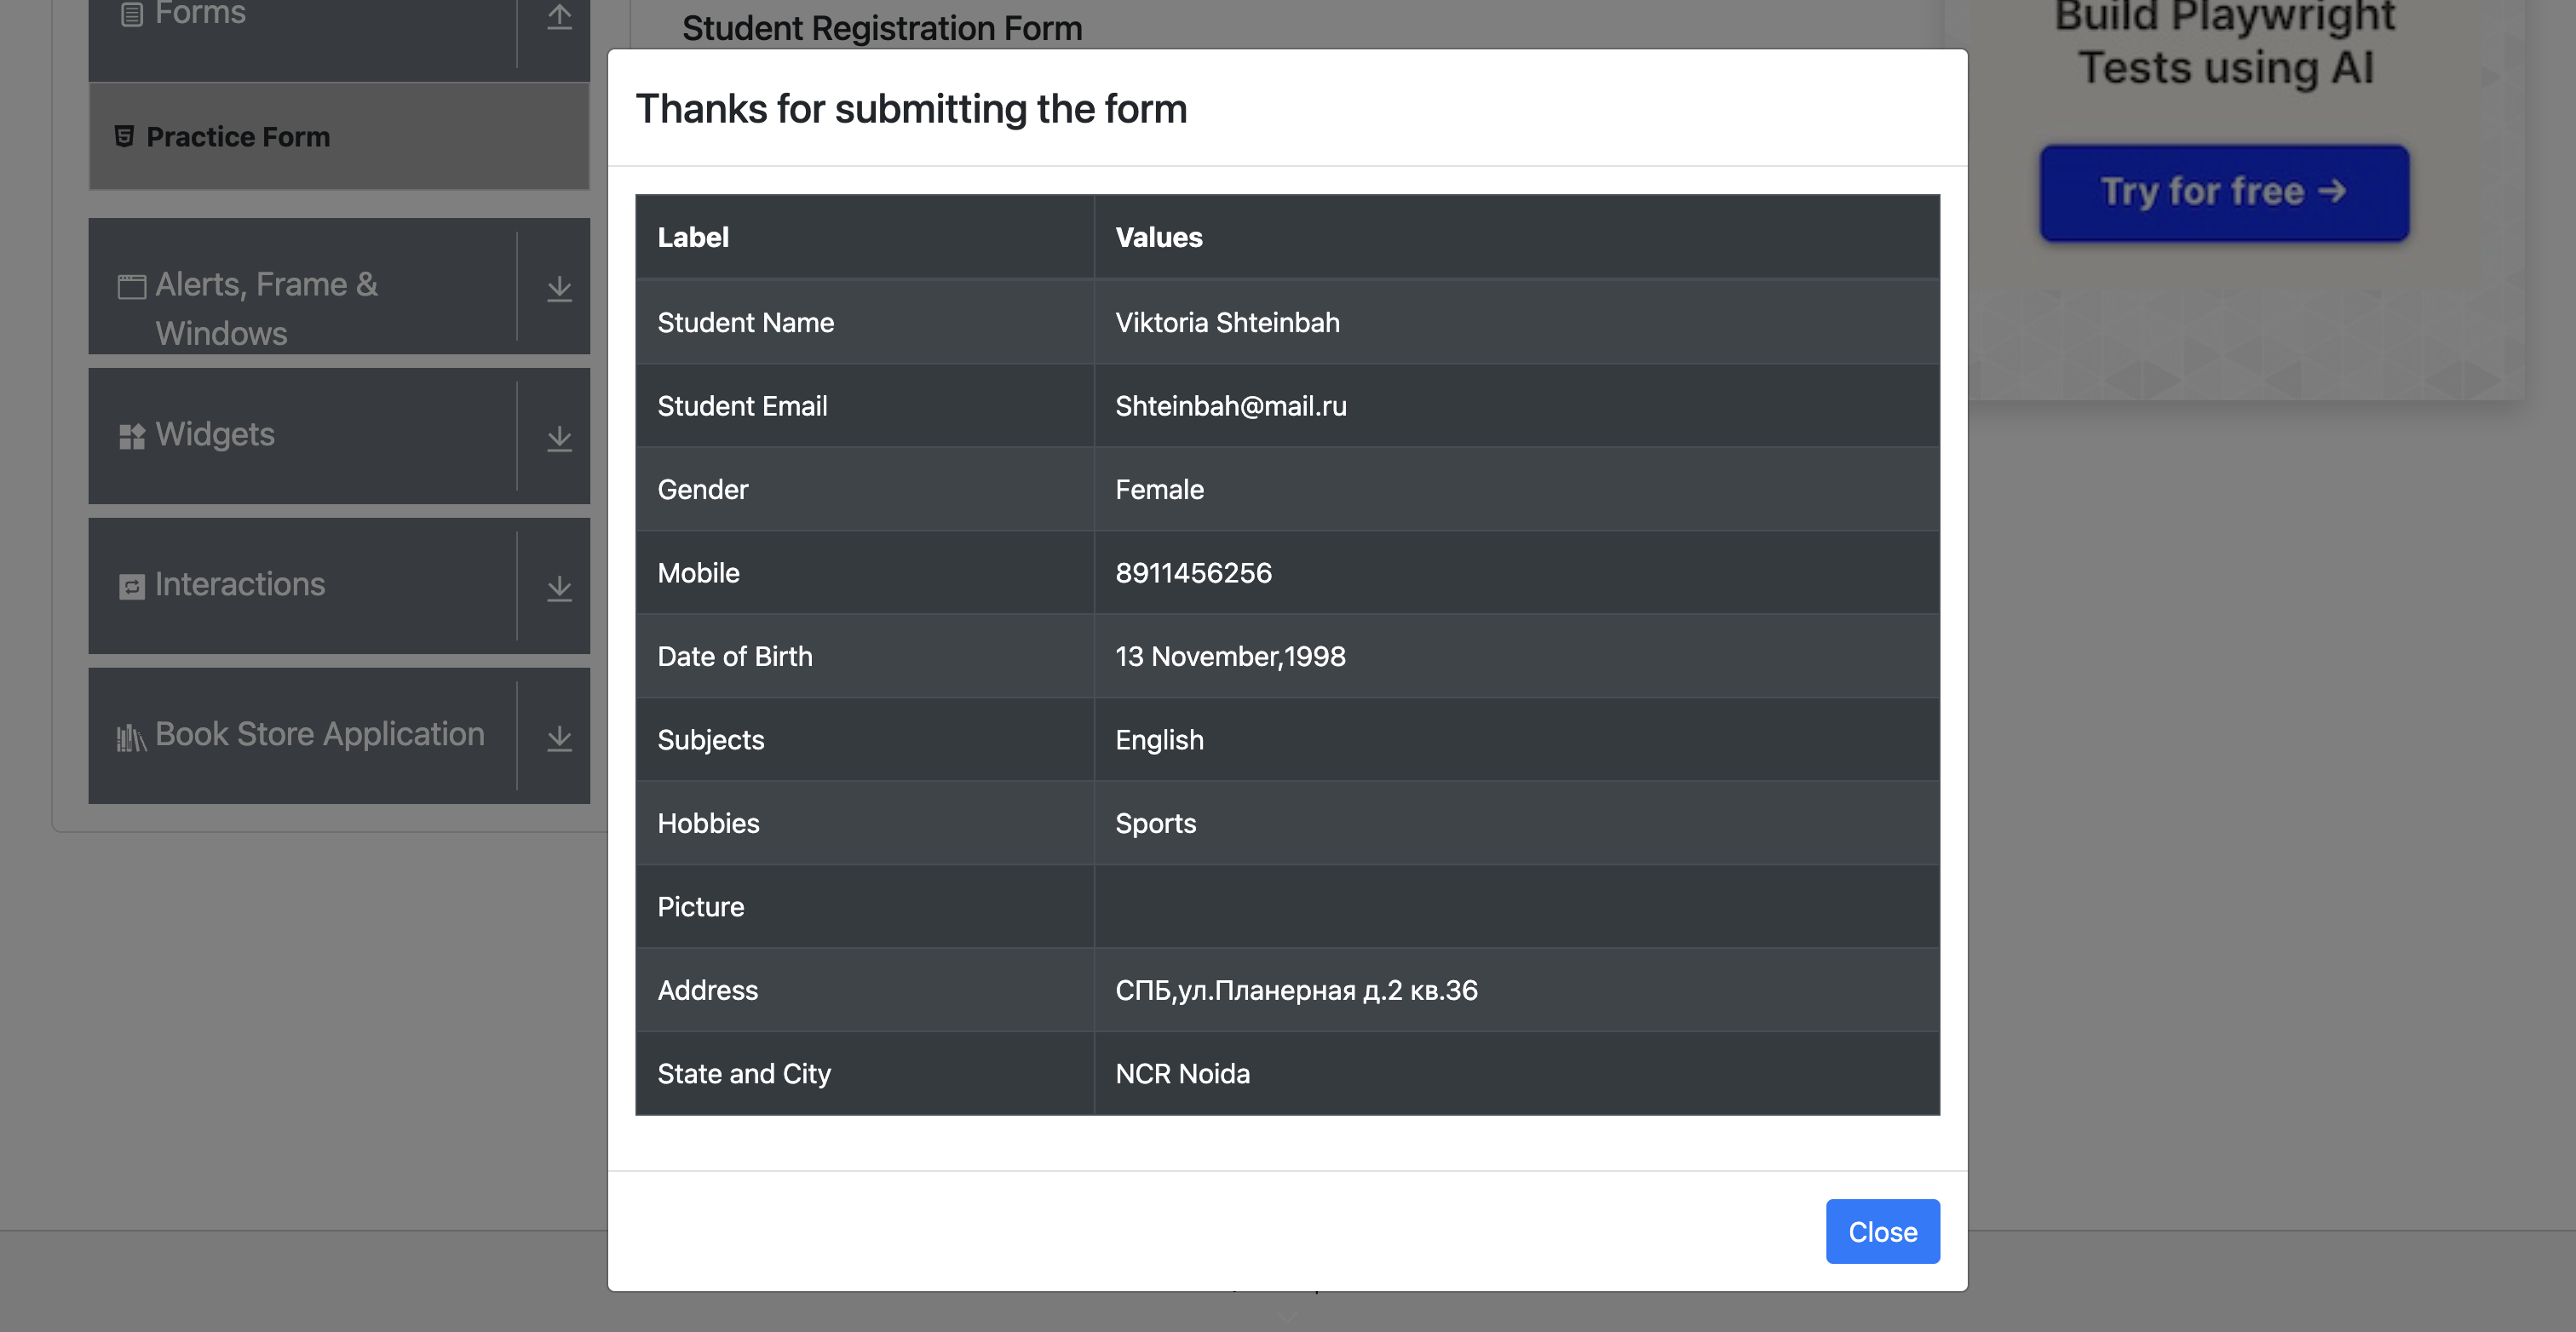 Forms
Practice Form
Alerts, Frame &
Windows
Widgets
Interactions
Book Store Application
Student Registration Form
Thanks for submitting the form
Label Values
Student Name Viktoria Shteinbah
Student Email Shteinbah@mail.ru
Gender Female
Mobile 8911456256
Date of Birth 13 November,1998
Subjects English
Hobbies Sports
Picture
Address СПБ,ул.Планерная д.2 кв.36
State and City NCR Noida
Close
Build Playwright
Tests using AI
Try for free →